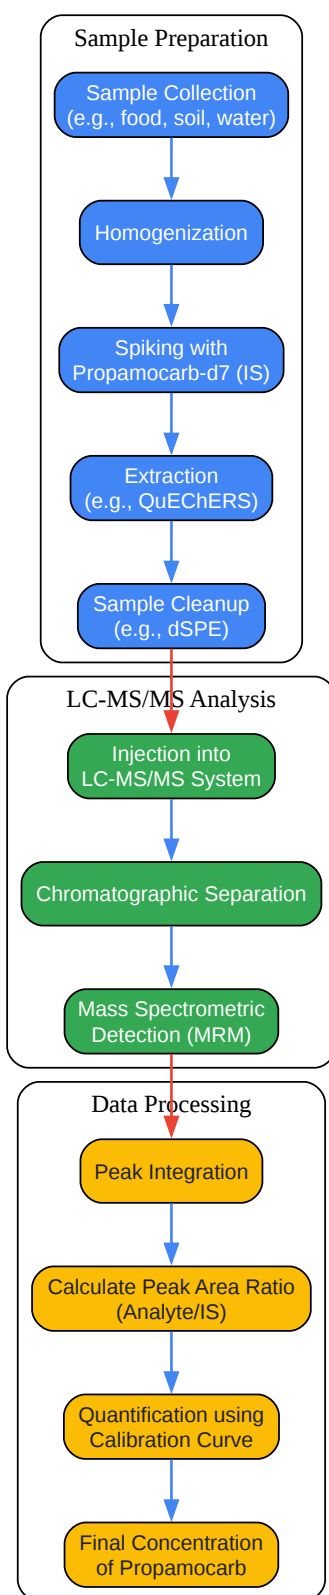 Sample Preparation
Sample Collection
(e.g., food, soil, water)
Homogenization
Spiking with
Propamocarb-d7 (IS)
Extraction
(e.g., QuEChERS)
Sample Cleanup
(e.g., dSPE)
LC-MS/MS Analysis
Injection into
LC-MS/MS System
Chromatographic Separation
Mass Spectrometric
Detection (MRM)
Data Processing
Peak Integration
Calculate Peak Area Ratio
(Analyte/IS)
Quantification using
Calibration Curve
Final Concentration
of Propamocarb